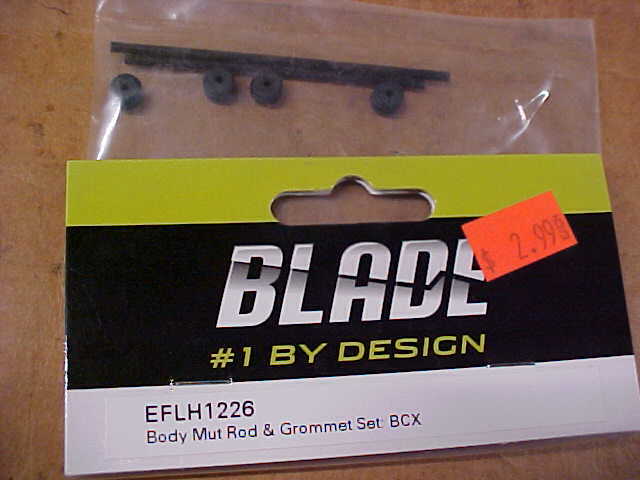 BLADE
$ 2.99
#1 BY DESIGN
EFLH1226
Body Mut Rod & Grommet Set: BCX